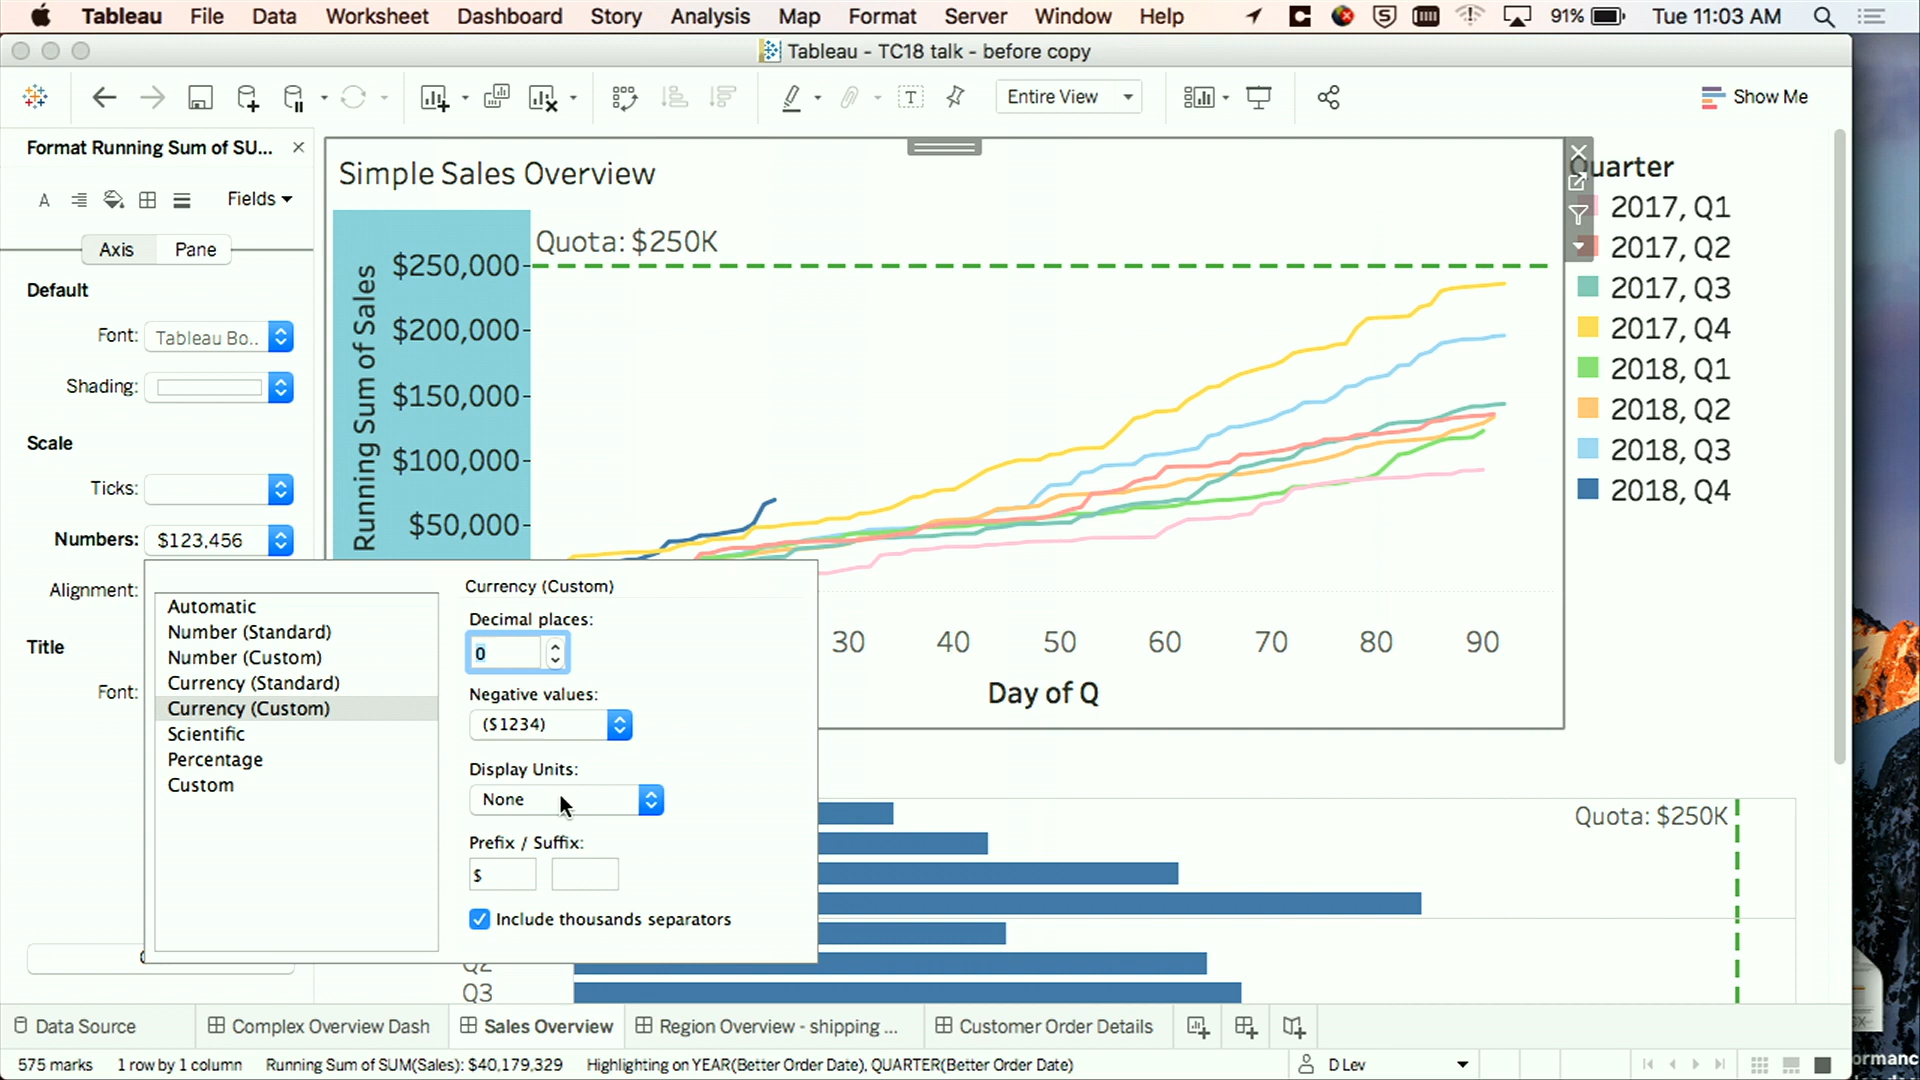 Tableau File Data Worksheet Dashboard Story Analysis Map Format Server Window Help 91% Tue 11:03 AM
Tableau - TC18 talk - before copy
Entire View Show Me
Format Running Sum of SU...
Fields
Axis Pane
Default
Font: Tableau Bo..
Shading:
Scale
Ticks:
Numbers: $123,456
Alignment:
Title
Font:
Automatic
Number (Standard)
Number (Custom)
Currency (Standard)
Currency (Custom)
Scientific
Percentage
Custom
Currency (Custom)
Decimal places:
0
Negative values:
($1234)
Display Units:
None
Prefix / Suffix:
$
Include thousands separators
Simple Sales Overview
Quota: $250K
Running Sum of Sales
$250,000
$200,000
$150,000
$100,000
$50,000
30 40 50 60 70 80 90
Day of Q
Quarter
2017, Q1
2017, Q2
2017, Q3
2017, Q4
2018, Q1
2018, Q2
2018, Q3
2018, Q4
Quota: $250K
Q2
Q3
Data Source Complex Overview Dash Sales Overview Region Overview - shipping ... Customer Order Details
575 marks 1 row by 1 column Running Sum of SUM(Sales): $40,179,329 Highlighting on YEAR(Better Order Date), QUARTER(Better Order Date) D Lev